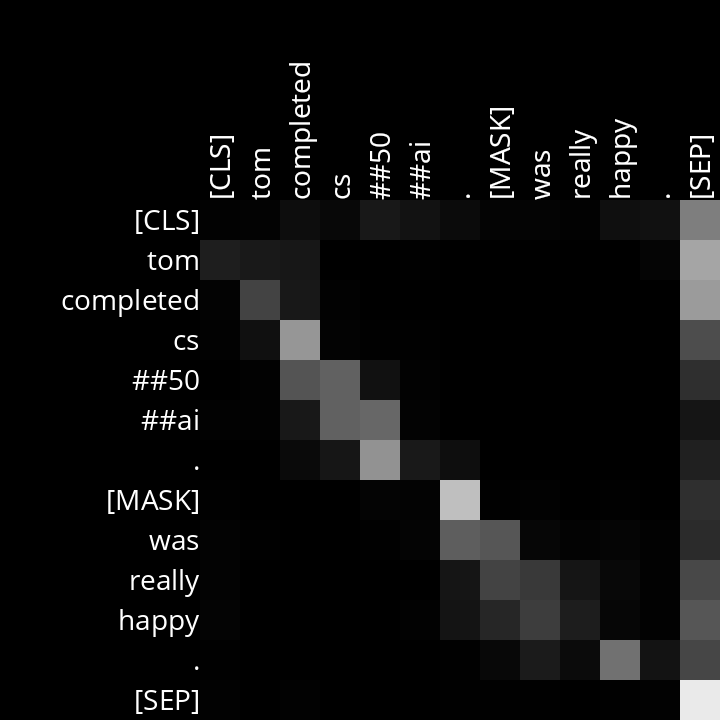 [CLS] tom completed cs ##50 ##ai . [MASK] was really happy . [SEP]
[CLS]
tom
completed
cs
##50
##ai
.
[MASK]
was
really
happy
.
[SEP]